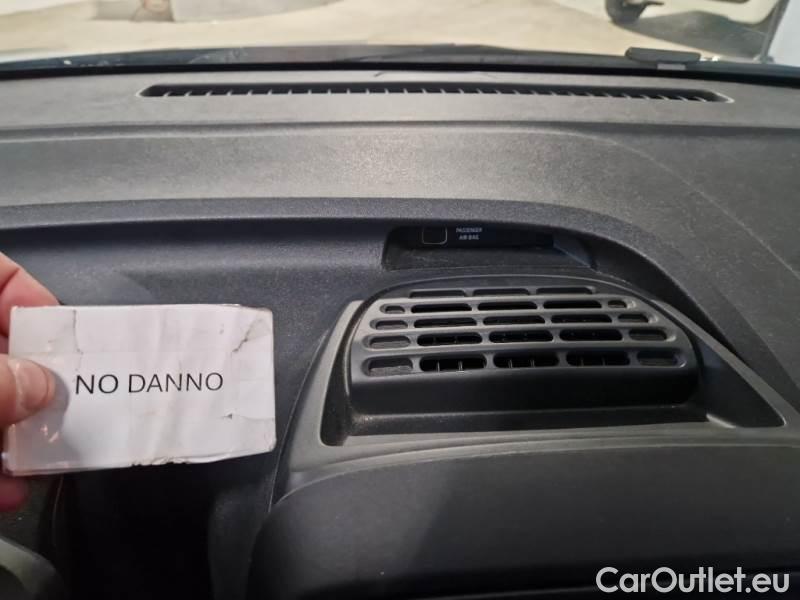 PASSENGER
AIR BAG
NO DANNO
CarOutlet.eu